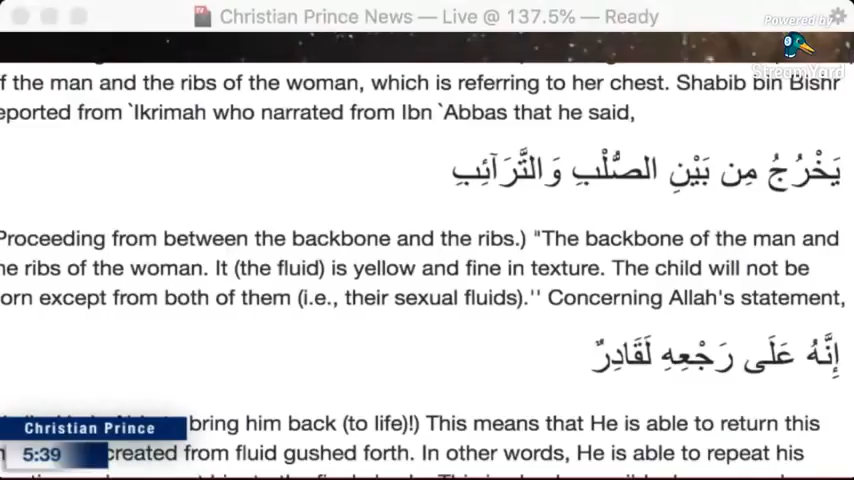 Christian Prince News — Live @ 137.5% — Ready
Powered by
StreamYard
f the man and the ribs of the woman, which is referring to her chest. Shabib bin Bishr
eported from `Ikrimah who narrated from Ibn `Abbas that he said,
يَخْرُجُ مِن بَيْنِ الصُّلْبِ وَالتَّرَآئِبِ
Proceeding from between the backbone and the ribs.) "The backbone of the man and
he ribs of the woman. It (the fluid) is yellow and fine in texture. The child will not be
orn except from both of them (i.e., their sexual fluids).'' Concerning Allah's statement,
إِنَّهُ عَلَى رَجْعِهِ لَقَادِرٌ
bring him back (to life)!) This means that He is able to return this
Christian Prince
created from fluid gushed forth. In other words, He is able to repeat his
5:39